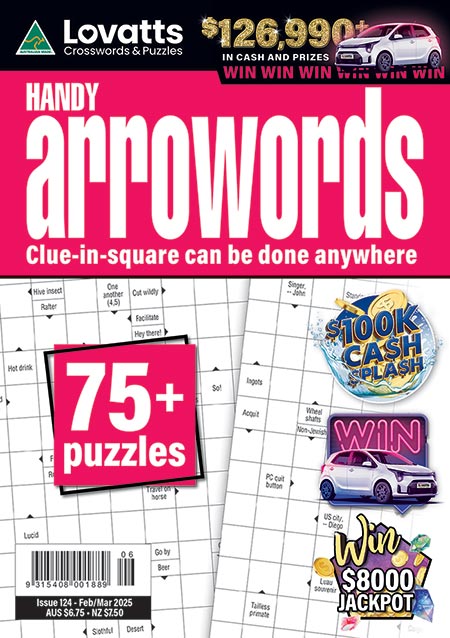 AUSTRALIAN MADE
Lovatts
Crosswords & Puzzles
$126,990†
IN CASH AND PRIZES
WIN WIN WIN WIN WIN WIN
HANDY
arrowords
Clue-in-square can be done anywhere
Hive insect
Rafter
One
another
(4,5)
Cut wildly
Facilitate
Hey there!
Hot drink
So!
Travel on
horse
Lucid
Go by
Beer
Slothful
Desert
Singer,
-- John
Ingots
Acquit
Wheel
shafts
Non-Jewish
PC cuit
button
US city,
-- Diego
Luau
souvenir
Tailless
primate
75+
puzzles
$100K
CASH
SPLASH
WIN
Win
$8000
JACKPOT
06
9 315408 001889
Issue 124 - Feb/Mar 2025
AUS $6.75 - NZ $7.50